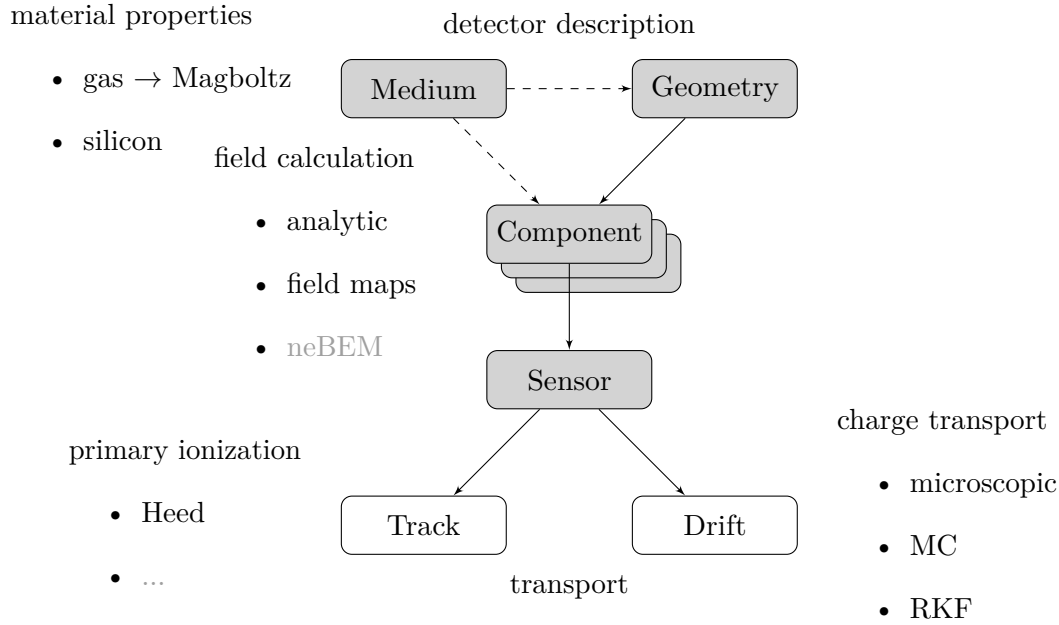 material properties
• gas → Magboltz
• silicon
detector description
Medium
Geometry
field calculation
• analytic
• field maps
• neBEM
Component
Sensor
primary ionization
• Heed
• ...
Track
Drift
transport
charge transport
• microscopic
• MC
• RKF